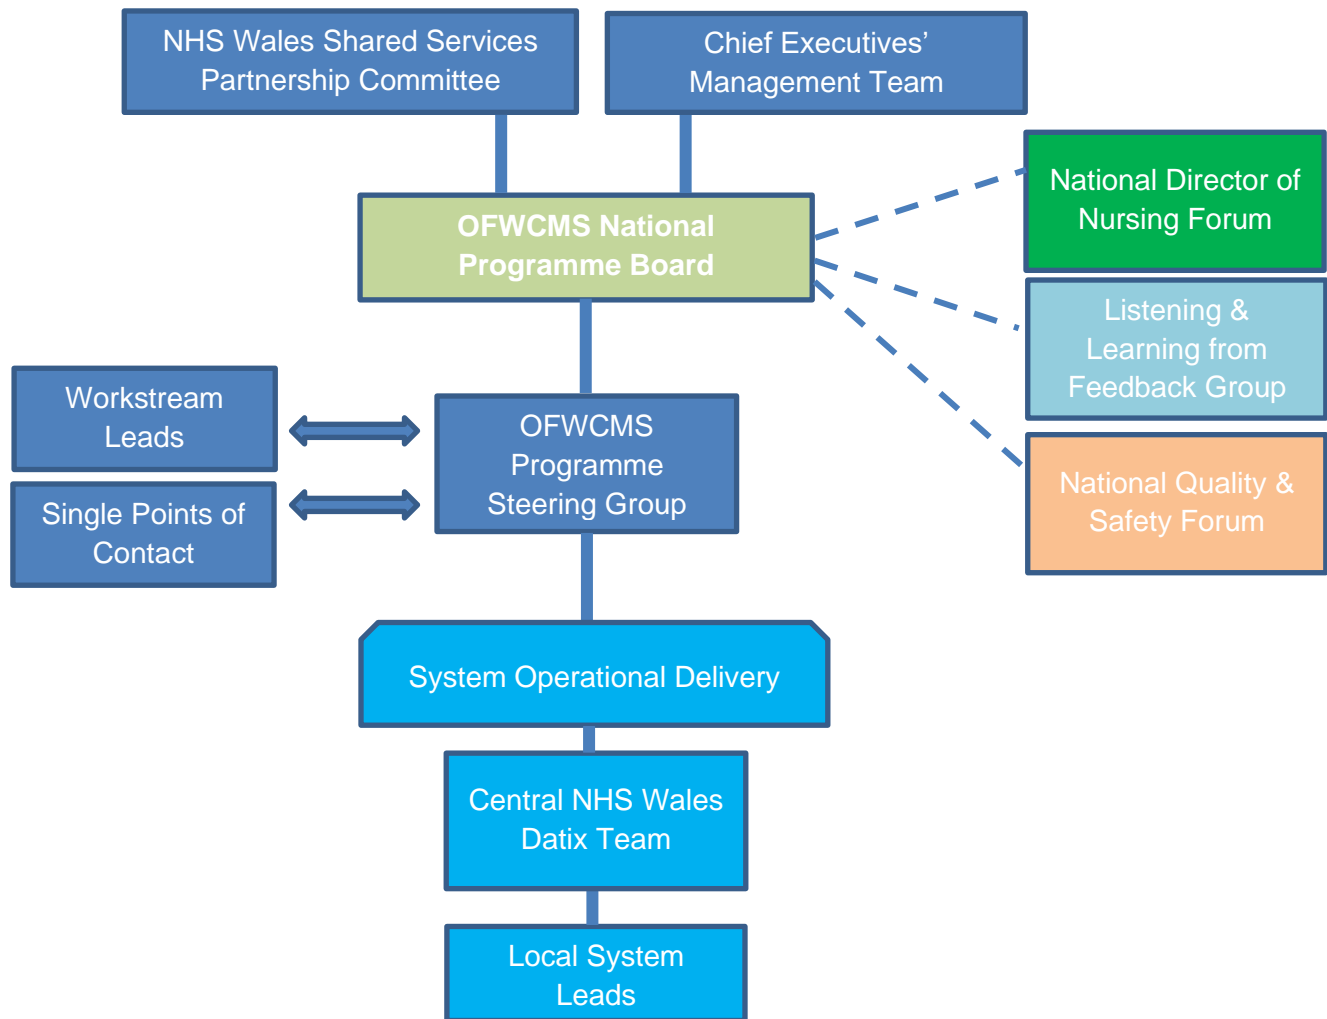 NHS Wales Shared Services
Partnership Committee
Chief Executives’
Management Team
National Director of
Nursing Forum
OFWCMS National
Programme Board
Listening &
Learning from
Feedback Group
Workstream
Leads
OFWCMS
Programme
Steering Group
National Quality &
Safety Forum
Single Points of
Contact
System Operational Delivery
Central NHS Wales
Datix Team
Local System
Leads